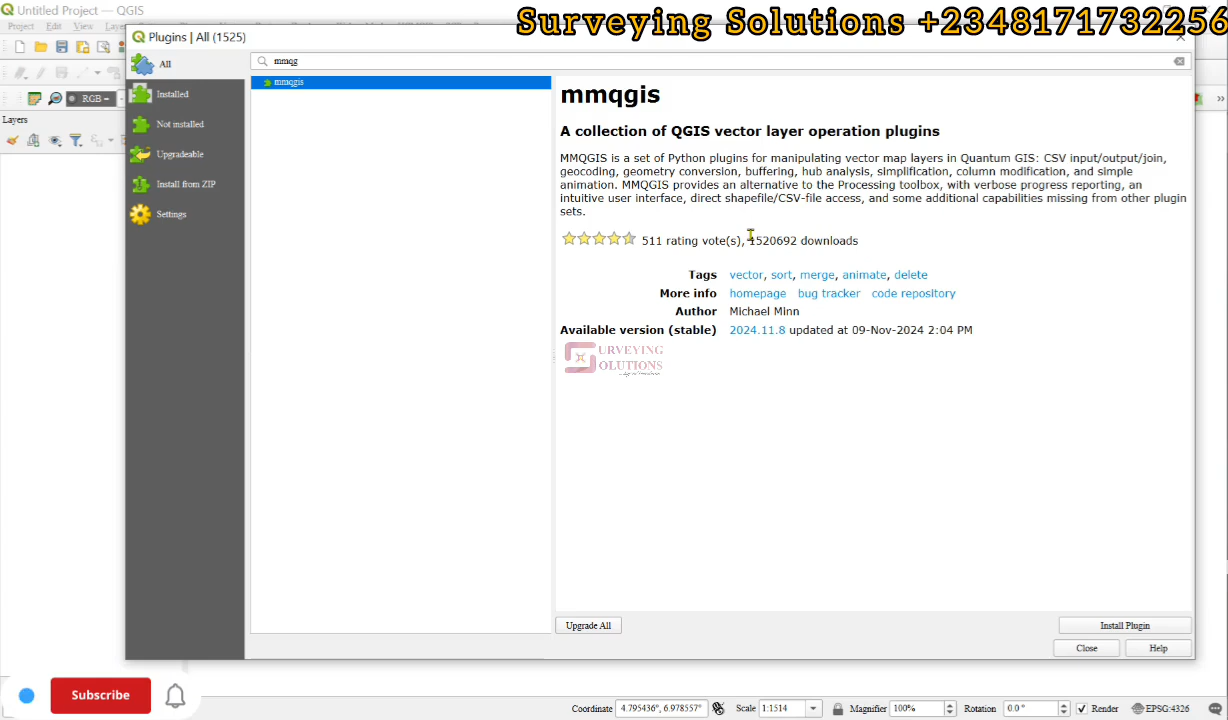 Untitled Project — QGIS
Surveying Solutions +2348171732256
Project Edit View Layer
Plugins | All (1525)
All
mmqg
mmqgis
Installed
Not installed
Upgradeable
Install from ZIP
Settings
RGB
Layers
mmqgis
A collection of QGIS vector layer operation plugins
MMQGIS is a set of Python plugins for manipulating vector map layers in Quantum GIS: CSV input/output/join,
geocoding, geometry conversion, buffering, hub analysis, simplification, column modification, and simple
animation. MMQGIS provides an alternative to the Processing toolbox, with verbose progress reporting, an
intuitive user interface, direct shapefile/CSV-file access, and some additional capabilities missing from other plugin
sets.
511 rating vote(s), 1520692 downloads
Tags vector, sort, merge, animate, delete
More info homepage bug tracker code repository
Author Michael Minn
Available version (stable) 2024.11.8 updated at 09-Nov-2024 2:04 PM
SURVEYING
SOLUTIONS
Upgrade All
Install Plugin
Close
Help
Subscribe
Coordinate 4.795436°, 6.978557° Scale 1:1514 Magnifier 100% Rotation 0.0 ° Render EPSG:4326